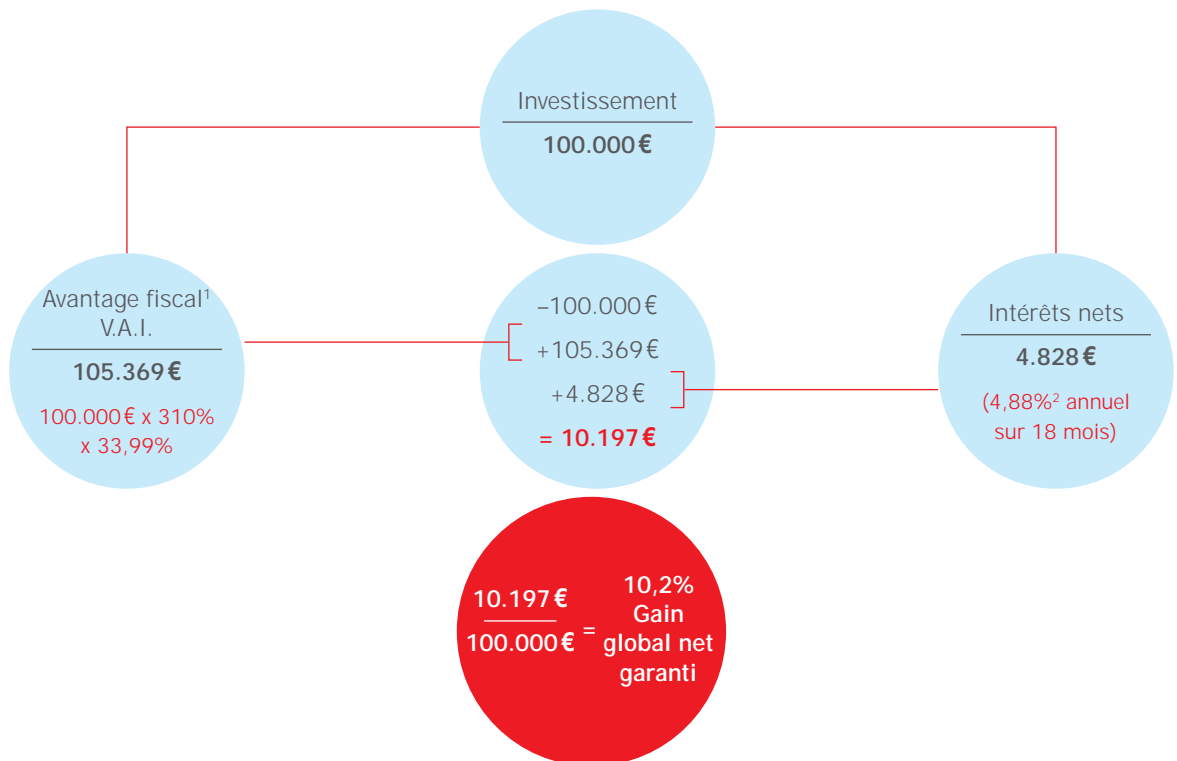 Investissement
100.000 €
Avantage fiscal¹
V.A.I.
105.369 €
100.000 € x 310%
x 33,99%
–100.000 €
+105.369 €
+4.828 €
= 10.197 €
Intérêts nets
4.828 €
(4,88%² annuel
sur 18 mois)
10.197 €
100.000 €
=
10,2%
Gain
global net
garanti